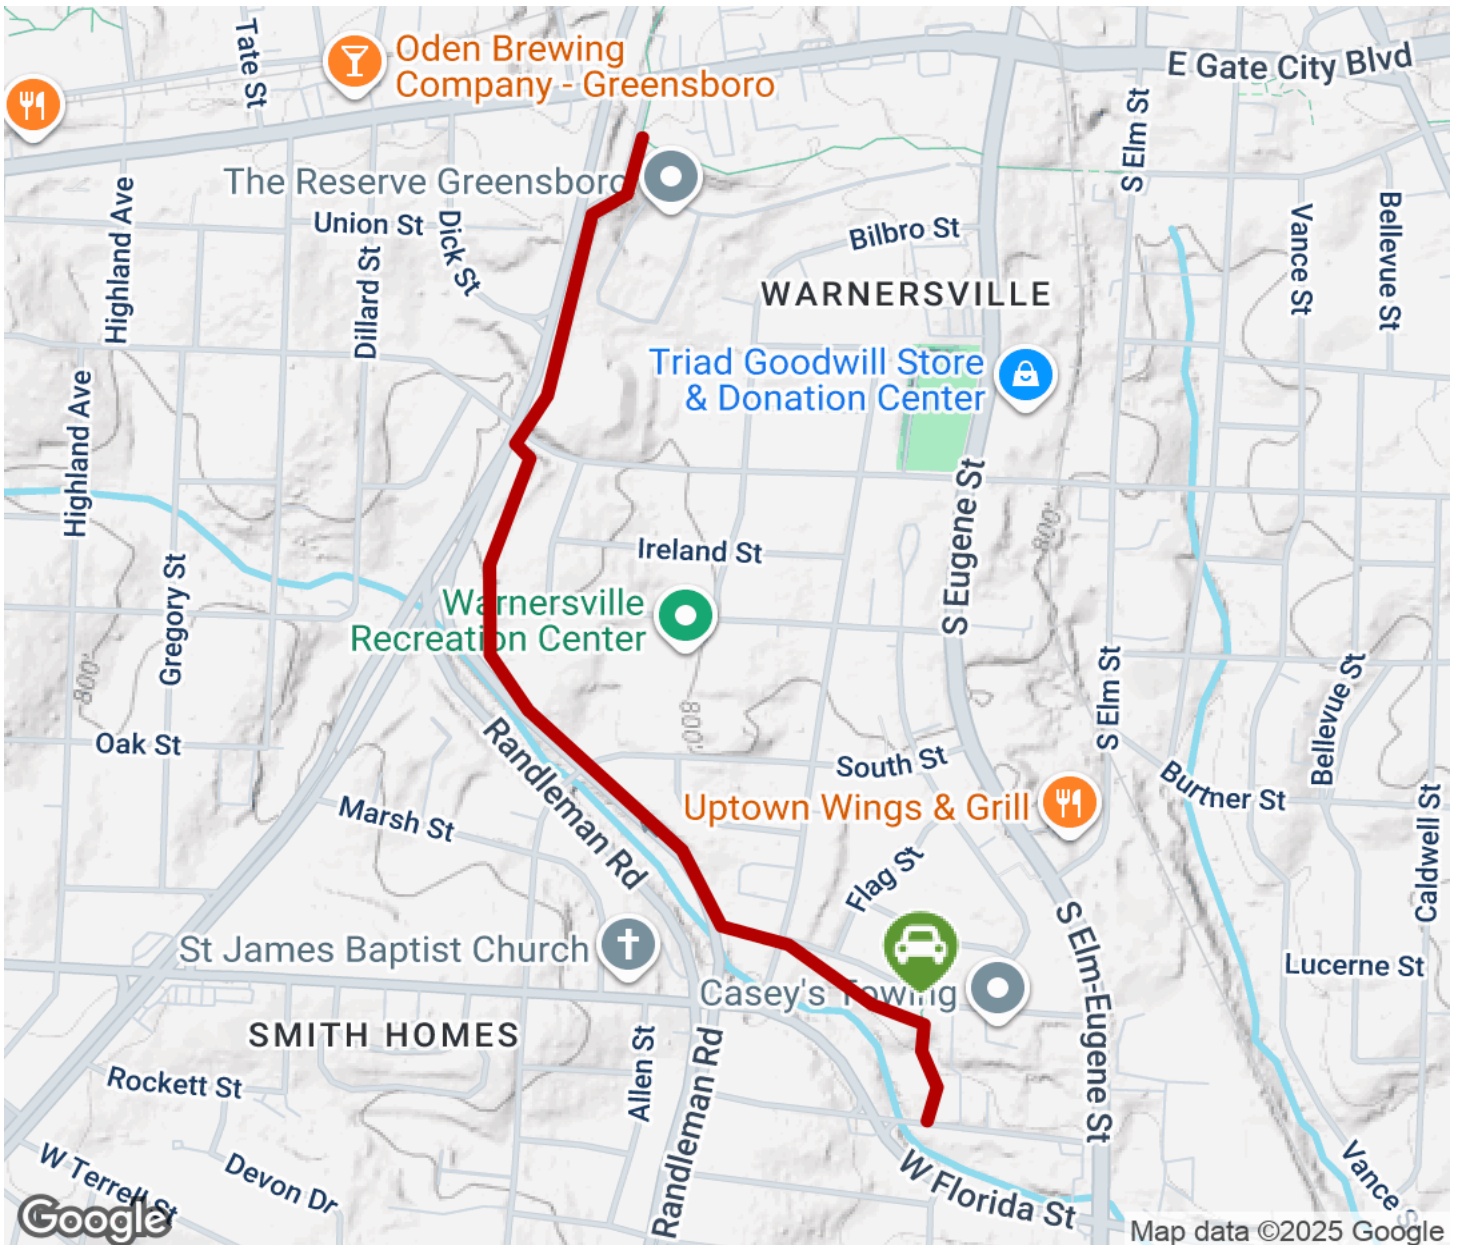 Tate St
Oden Brewing
Company - Greensboro
E Gate City Blvd
S Elm St
The Reserve Greensboro
Highland Ave
Union St
Dick St
Dillard St
Bilbro St
Vance St
Bellevue St
WARNERSVILLE
Triad Goodwill Store
& Donation Center
Highland Ave
S Eugene St
800'
Ireland St
Gregory St
Warnersville
Recreation Center
800'
S Elm St
Bellevue St
800'
Oak St
Randleman Rd
South St
Burtner St
Marsh St
Uptown Wings & Grill
Caldwell St
Flag St
St James Baptist Church
S Elm-Eugene St
Lucerne St
Casey's Towing
SMITH HOMES
Rockett St
Allen St
Randleman Rd
W Terrell St
Devon Dr
W Florida St
Vance S
Google
Map data ©2025 Google